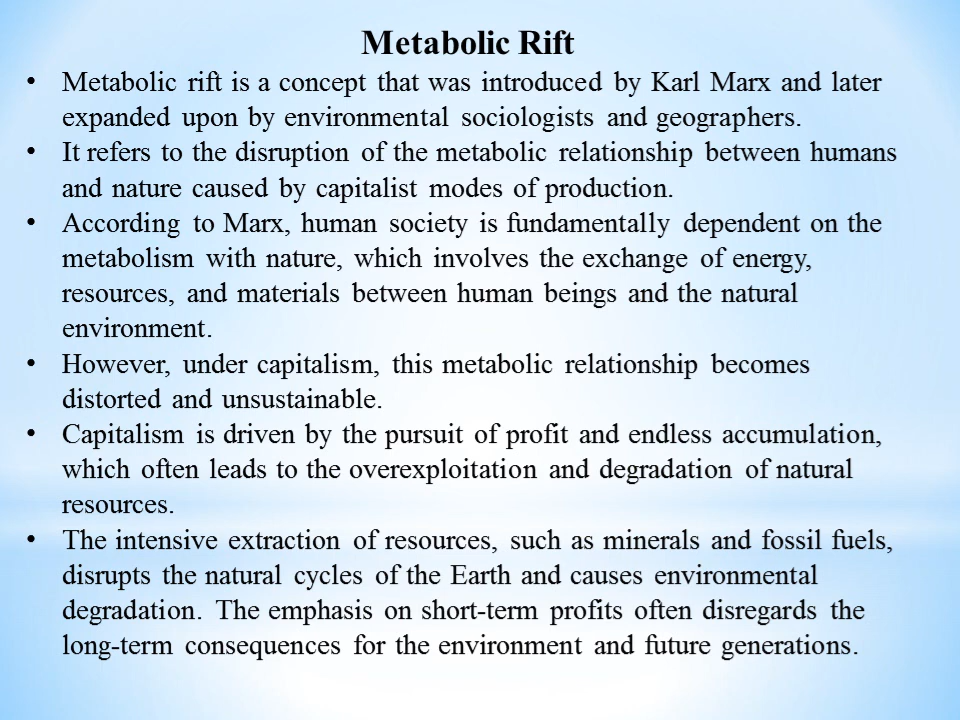 Metabolic Rift
• Metabolic rift is a concept that was introduced by Karl Marx and later
expanded upon by environmental sociologists and geographers.
• It refers to the disruption of the metabolic relationship between humans
and nature caused by capitalist modes of production.
• According to Marx, human society is fundamentally dependent on the
metabolism with nature, which involves the exchange of energy,
resources, and materials between human beings and the natural
environment.
• However, under capitalism, this metabolic relationship becomes
distorted and unsustainable.
• Capitalism is driven by the pursuit of profit and endless accumulation,
which often leads to the overexploitation and degradation of natural
resources.
• The intensive extraction of resources, such as minerals and fossil fuels,
disrupts the natural cycles of the Earth and causes environmental
degradation. The emphasis on short-term profits often disregards the
long-term consequences for the environment and future generations.